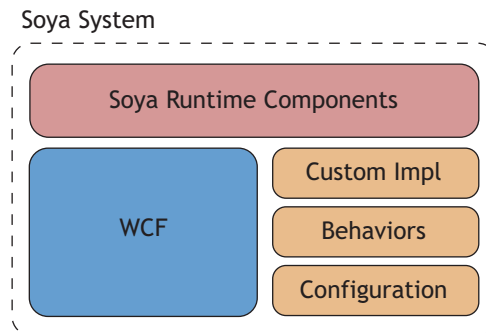 Soya System
Soya Runtime Components
WCF
Custom Impl
Behaviors
Configuration